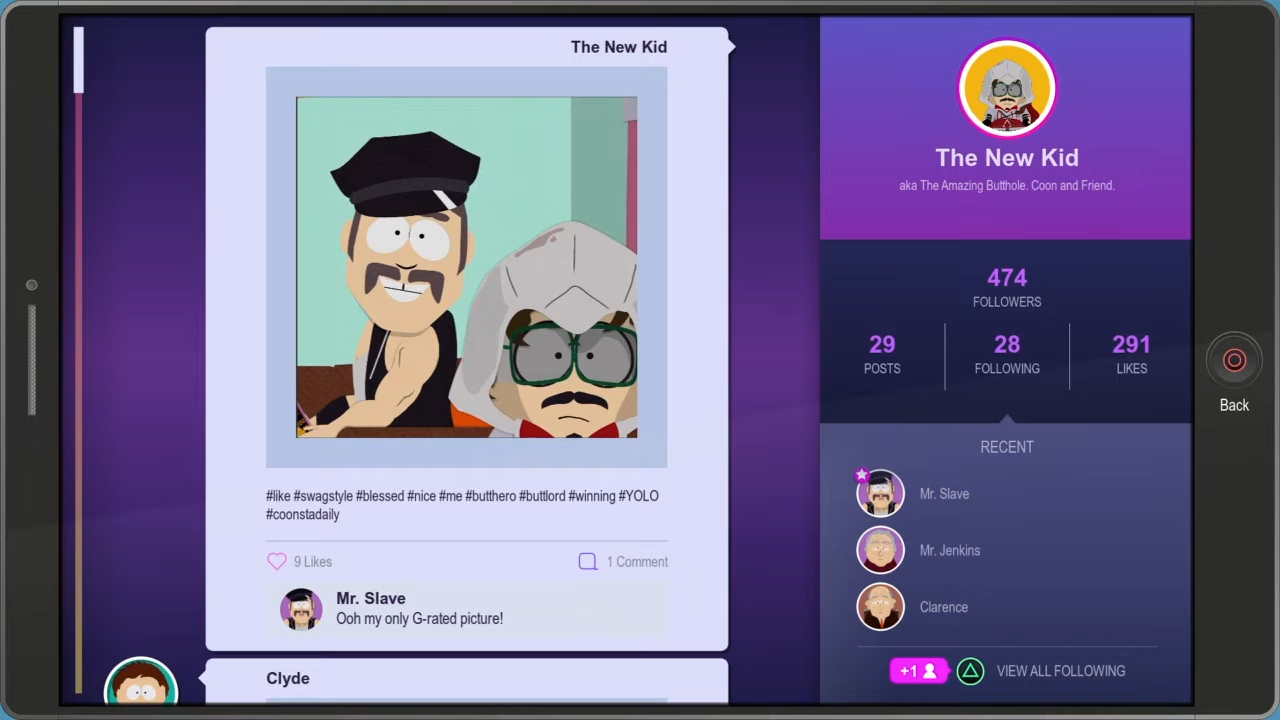 The New Kid
#like #swagstyle #blessed #nice #me #butthero #buttlord #winning #YOLO
#coonstadaily
9 Likes
1 Comment
Mr. Slave
Ooh my only G-rated picture!
Clyde
The New Kid
aka The Amazing Butthole. Coon and Friend.
474
FOLLOWERS
29
POSTS
28
FOLLOWING
291
LIKES
RECENT
Mr. Slave
Mr. Jenkins
Clarence
+1
VIEW ALL FOLLOWING
Back